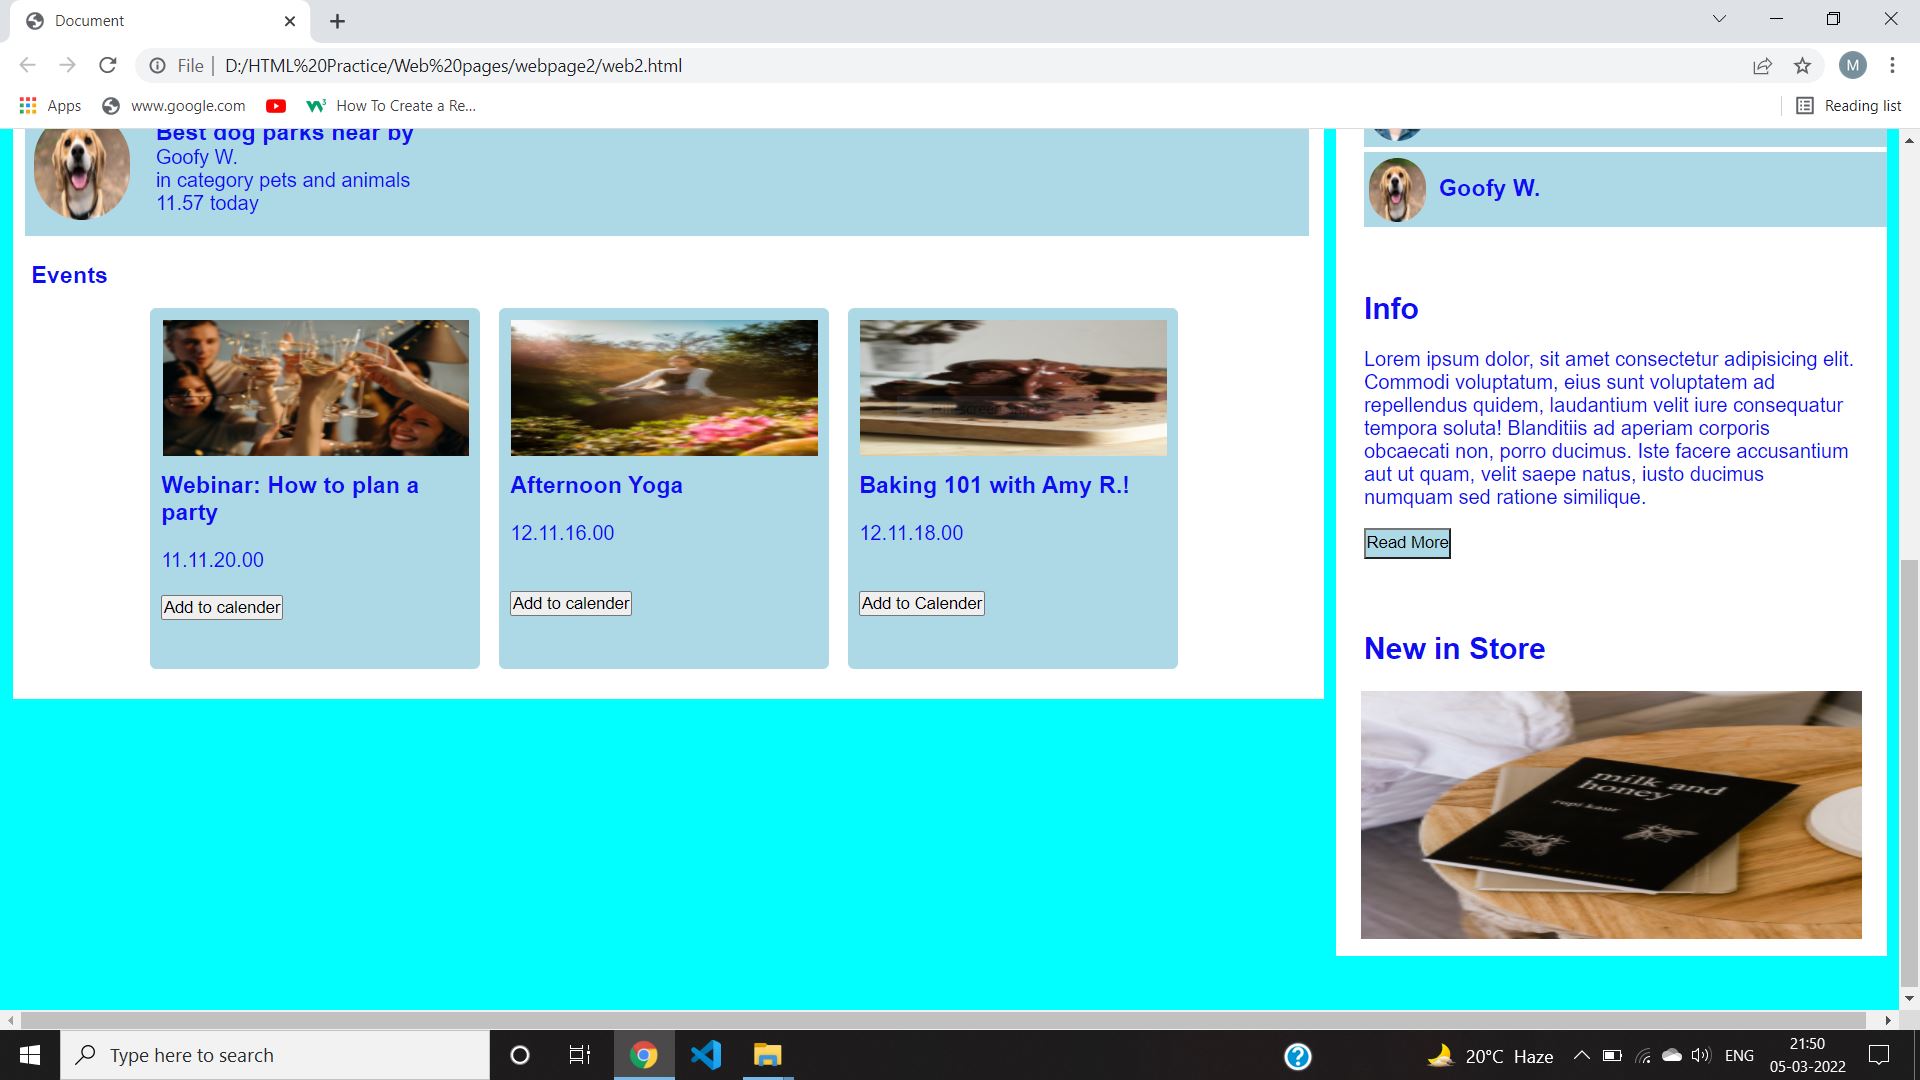 Document
File
D:/HTML%20Practice/Web%20pages/webpage2/web2.html
M
Apps
www.google.com
How To Create a Re...
Reading list
Best dog parks near by
Goofy W.
in category pets and animals
11.57 today
Events
Webinar: How to plan a
party
11.11.20.00
Add to calender
Afternoon Yoga
12.11.16.00
Add to calender
Baking 101 with Amy R.!
12.11.18.00
Add to Calender
Goofy W.
Info
Lorem ipsum dolor, sit amet consectetur adipisicing elit.
Commodi voluptatum, eius sunt voluptatem ad
repellendus quidem, laudantium velit iure consequatur
tempora soluta! Blanditiis ad aperiam corporis
obcaecati non, porro ducimus. Iste facere accusantium
aut ut quam, velit saepe natus, iusto ducimus
numquam sed ratione similique.
Read More
New in Store
milk and
honey
rupi kaur
Type here to search
20°C Haze
ENG
21:50
05-03-2022